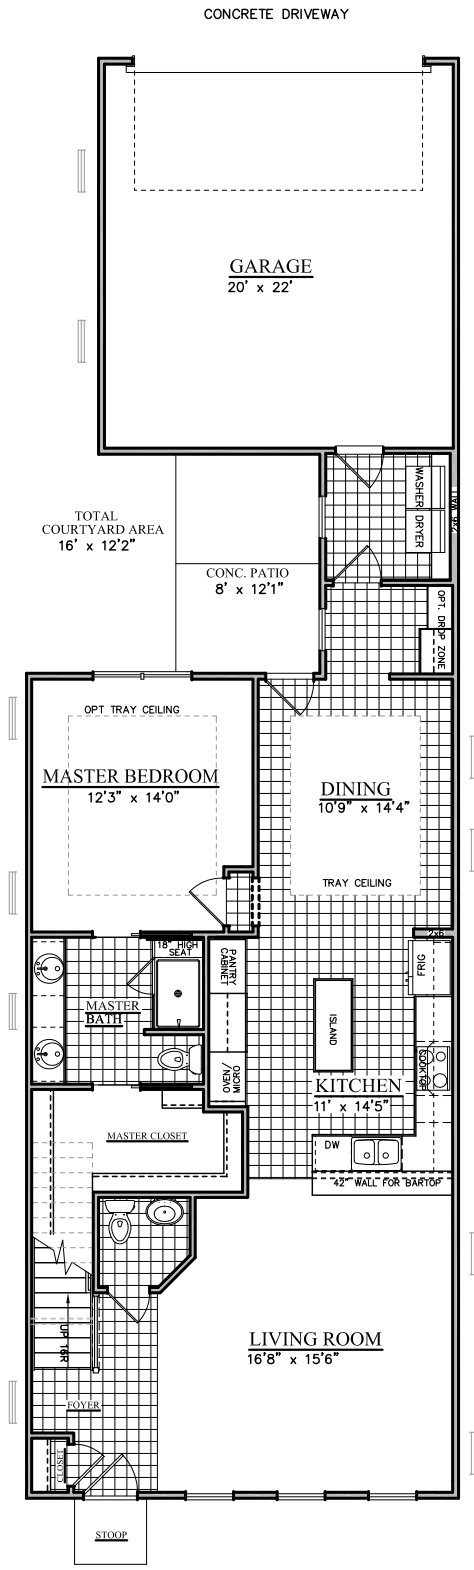 CONCRETE DRIVEWAY
GARAGE
20' x 22'
WASHER DRYER
2x6 WALL
TOTAL
COURTYARD AREA
16' x 12'2"
CONC. PATIO
8' x 12'1"
OPT. DROP ZONE
OPT TRAY CEILING
MASTER BEDROOM
12'3" x 14'0"
DINING
10'9" x 14'4"
TRAY CEILING
2x6
18" HIGH
SEAT
PANTRY
CABINET
FRIG
MASTER
BATH
ISLAND
OVEN/
MICRO
COOKTOP
KITCHEN
11' x 14'5"
MASTER CLOSET
DW
42" WALL FOR BARTOP
UP 16R
LIVING ROOM
16'8" x 15'6"
FOYER
CLOSET
STOOP